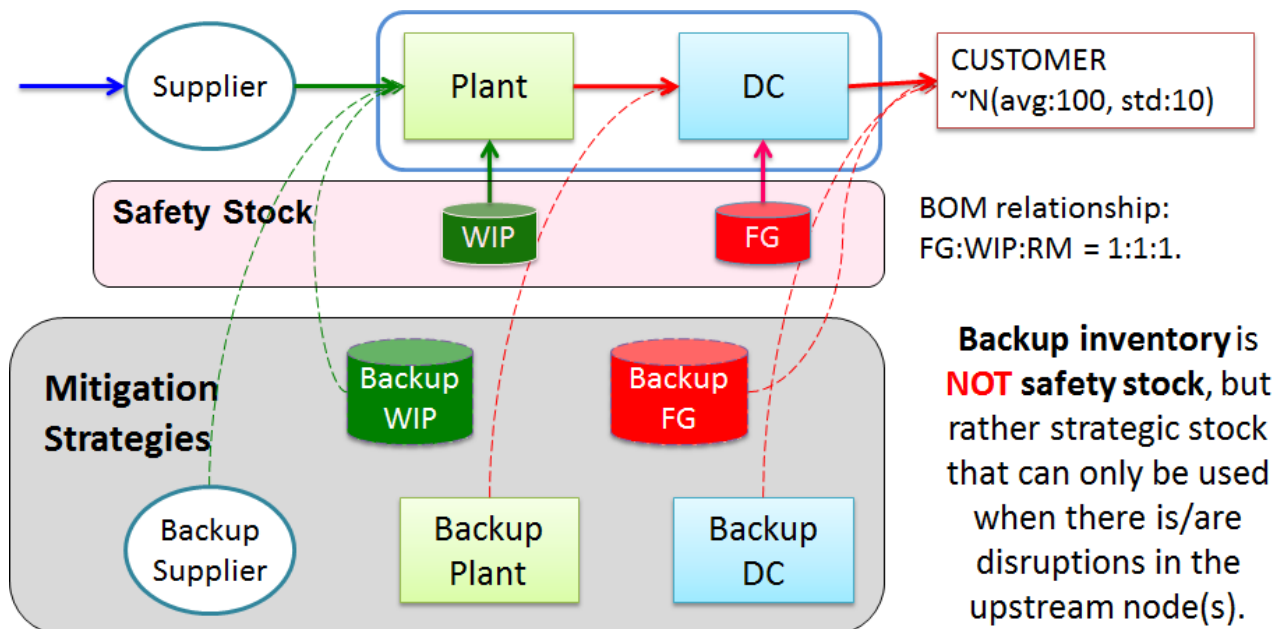 Supplier
Plant
DC
CUSTOMER
~N(avg:100, std:10)
Safety Stock
WIP
FG
BOM relationship:
FG:WIP:RM = 1:1:1.
Mitigation
Strategies
Backup
WIP
Backup
FG
Backup
Supplier
Backup
Plant
Backup
DC
Backup inventory is
NOT safety stock, but
rather strategic stock
that can only be used
when there is/are
disruptions in the
upstream node(s).